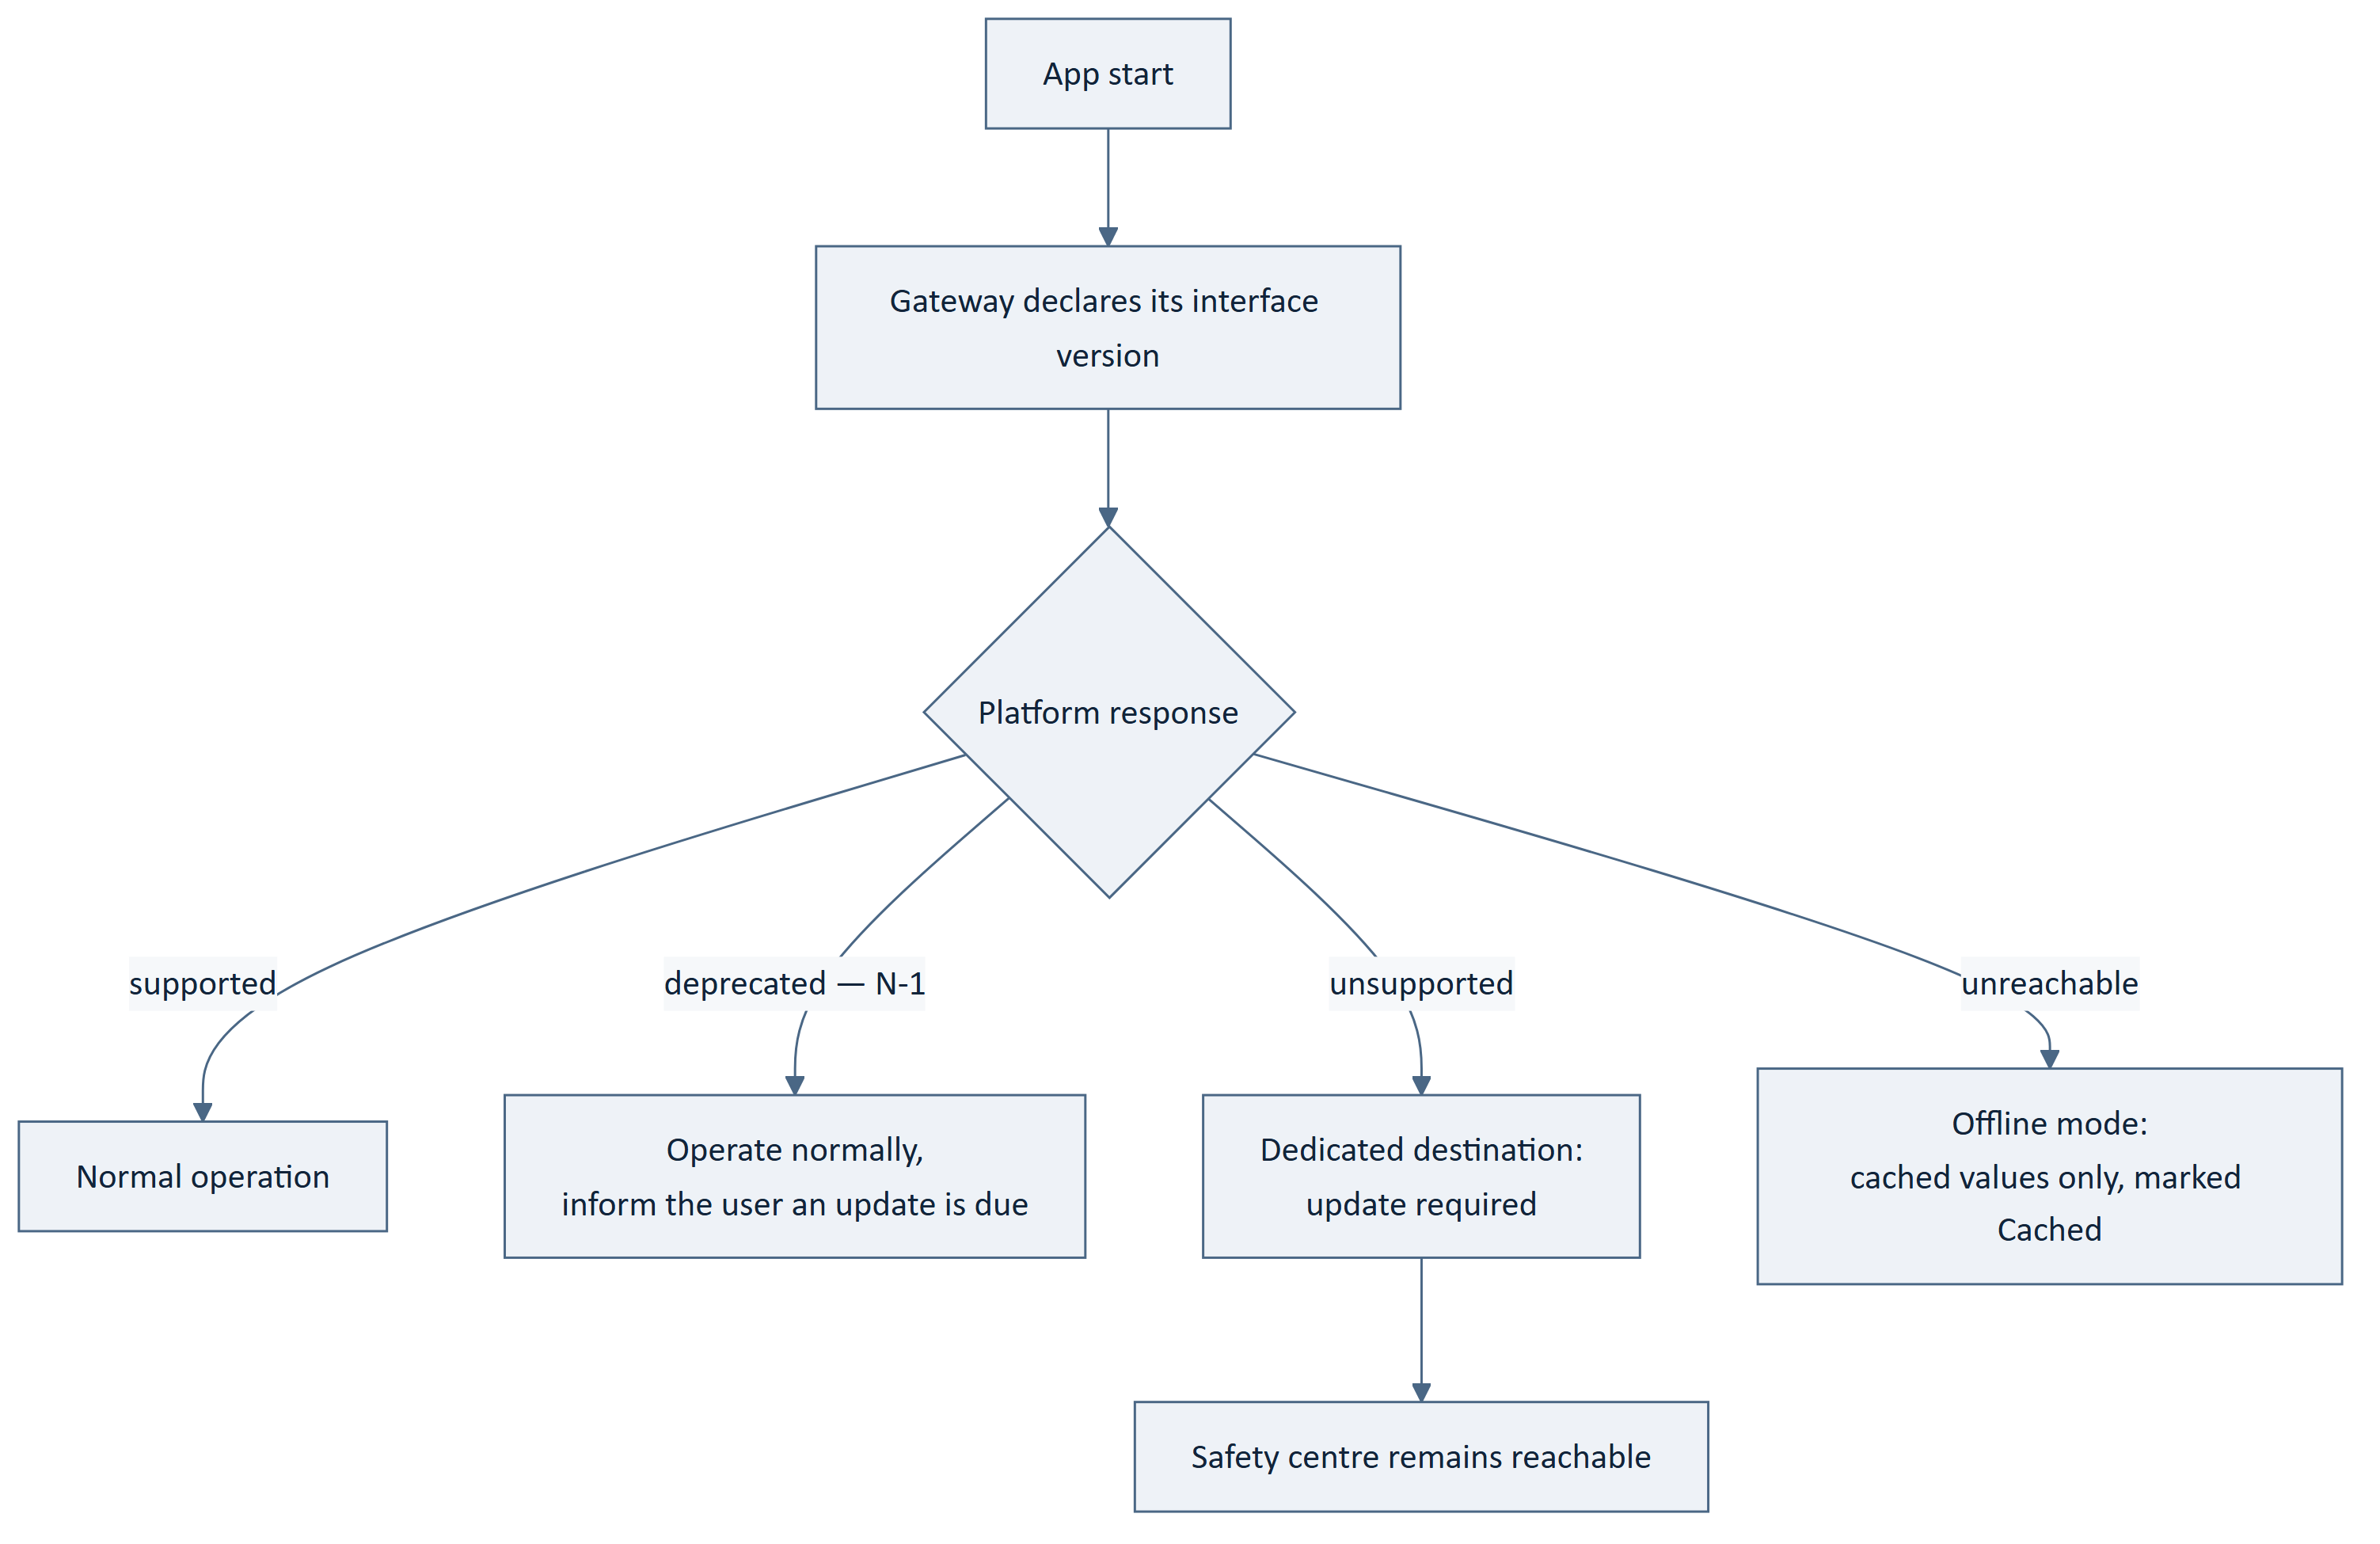 App start
Gateway declares its interface
version
Platform response
supported
deprecated — N-1
unsupported
unreachable
Normal operation
Operate normally,
inform the user an update is due
Dedicated destination:
update required
Offline mode:
cached values only, marked
Cached
Safety centre remains reachable